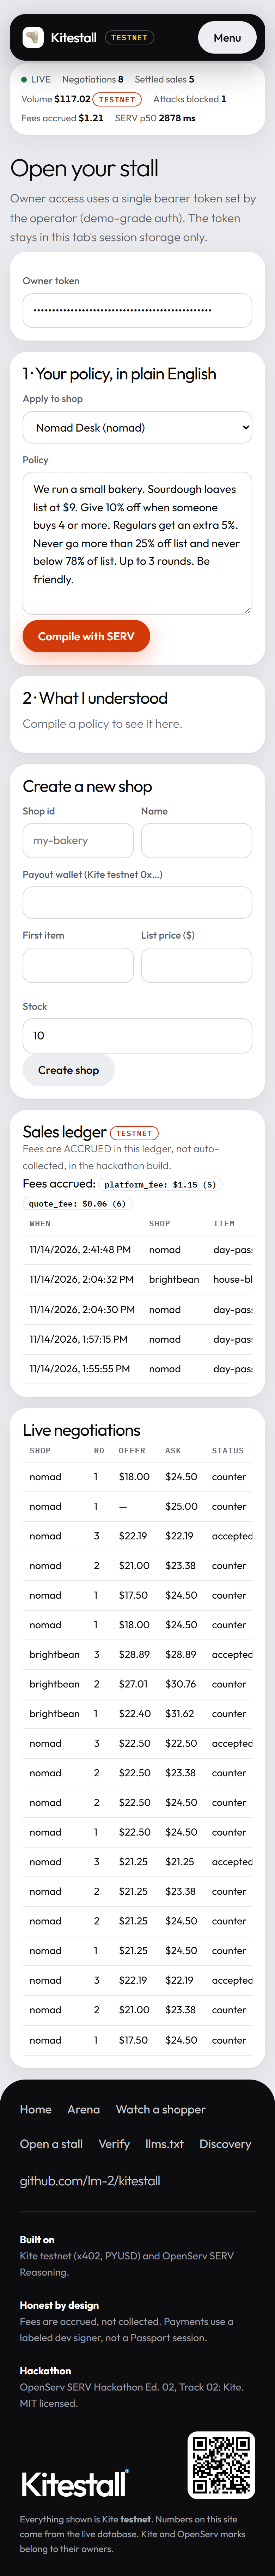 Kitestall TESTNET Menu
LIVE Negotiations 8 Settled sales 5
Volume $117.02 TESTNET Attacks blocked 1
Fees accrued $1.21 SERV p50 2878 ms
Open your stall
Owner access uses a single bearer token set by
the operator (demo-grade auth). The token
stays in this tab's session storage only.
Owner token
••••••••••••••••••••••••••••••••••••••••••••••••
1 · Your policy, in plain English
Apply to shop
Nomad Desk (nomad)
Policy
We run a small bakery. Sourdough loaves
list at $9. Give 10% off when someone
buys 4 or more. Regulars get an extra 5%.
Never go more than 25% off list and never
below 78% of list. Up to 3 rounds. Be
friendly.
Compile with SERV
2 · What I understood
Compile a policy to see it here.
Create a new shop
Shop id Name
my-bakery
Payout wallet (Kite testnet 0x…)
First item List price ($)
Stock
10
Create shop
Sales ledger TESTNET
Fees are ACCRUED in this ledger, not auto-
collected, in the hackathon build.
Fees accrued: platform_fee: $1.15 (5)
quote_fee: $0.06 (6)
WHEN SHOP ITEM
11/14/2026, 2:41:48 PM nomad day-pass
11/14/2026, 2:04:32 PM brightbean house-bl
11/14/2026, 2:04:30 PM nomad day-pass
11/14/2026, 1:57:15 PM nomad day-pass
11/14/2026, 1:55:55 PM nomad day-pass
Live negotiations
SHOP RD OFFER ASK STATUS
nomad 1 $18.00 $24.50 counter
nomad 1 — $25.00 counter
nomad 3 $22.19 $22.19 accepted
nomad 2 $21.00 $23.38 counter
nomad 1 $17.50 $24.50 counter
nomad 1 $18.00 $24.50 counter
brightbean 3 $28.89 $28.89 accepted
brightbean 2 $27.01 $30.76 counter
brightbean 1 $22.40 $31.62 counter
nomad 3 $22.50 $22.50 accepted
nomad 2 $22.50 $23.38 counter
nomad 2 $22.50 $24.50 counter
nomad 1 $22.50 $24.50 counter
nomad 3 $21.25 $21.25 accepted
nomad 2 $21.25 $23.38 counter
nomad 2 $21.25 $24.50 counter
nomad 1 $21.25 $24.50 counter
nomad 3 $22.19 $22.19 accepted
nomad 2 $21.00 $23.38 counter
nomad 1 $17.50 $24.50 counter
Home Arena Watch a shopper
Open a stall Verify llms.txt Discovery
github.com/lm-2/kitestall
Built on
Kite testnet (x402, PYUSD) and OpenServ SERV
Reasoning.
Honest by design
Fees are accrued, not collected. Payments use a
labeled dev signer, not a Passport session.
Hackathon
OpenServ SERV Hackathon Ed. 02, Track 02: Kite.
MIT licensed.
Kitestall®
Everything shown is Kite testnet. Numbers on this site
come from the live database. Kite and OpenServ marks
belong to their owners.